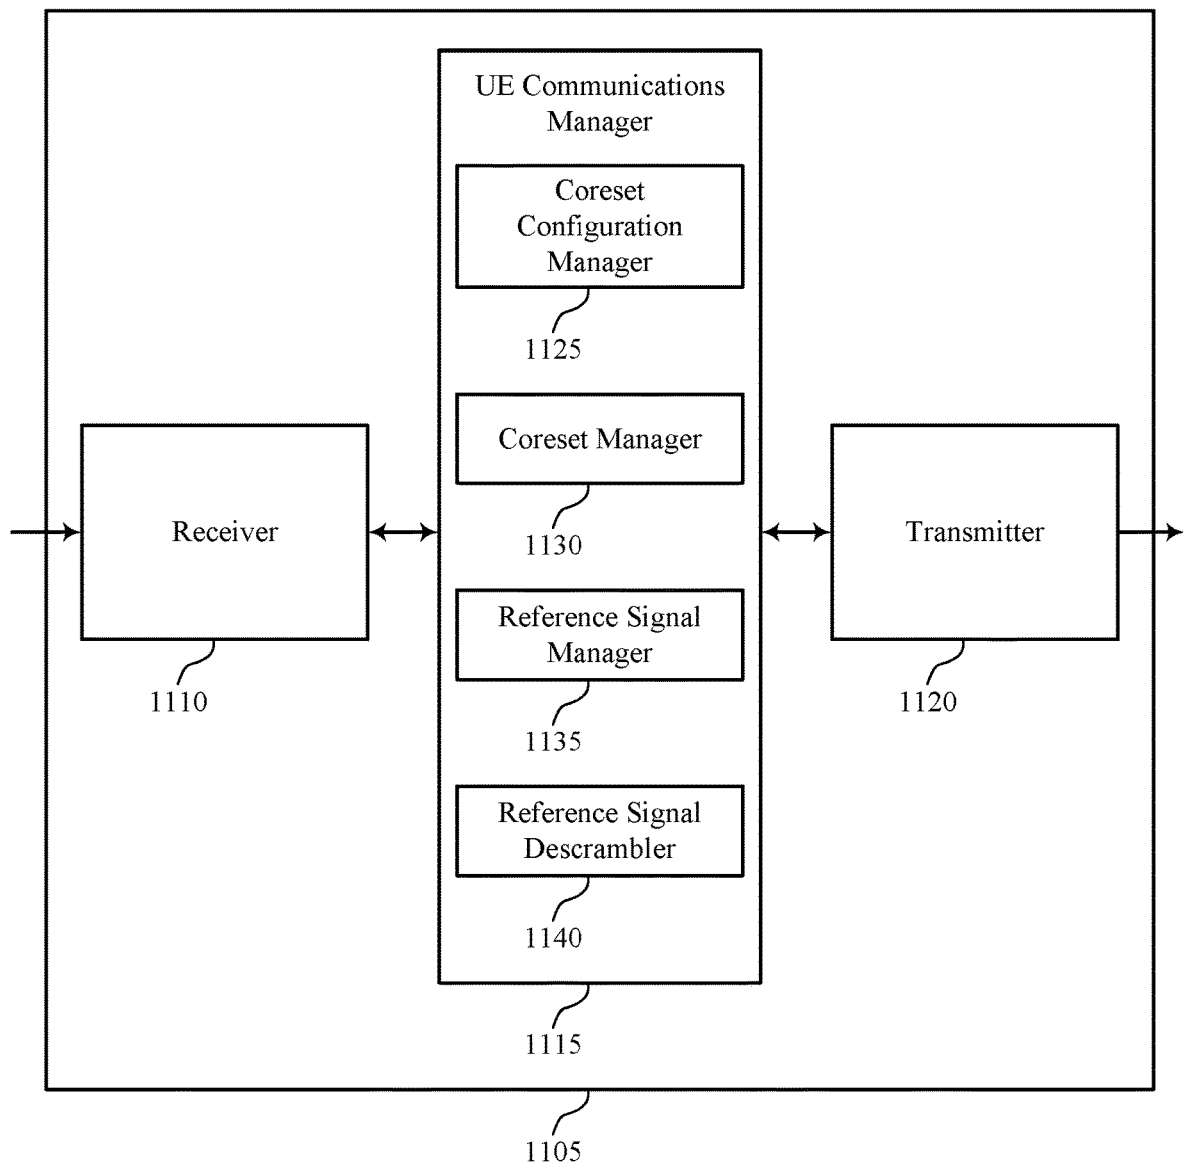 UE Communications
Manager
Coreset
Configuration
Manager
1125
Coreset Manager
1130
Receiver
1110
Transmitter
1120
Reference Signal
Manager
1135
Reference Signal
Descrambler
1140
1115
1105